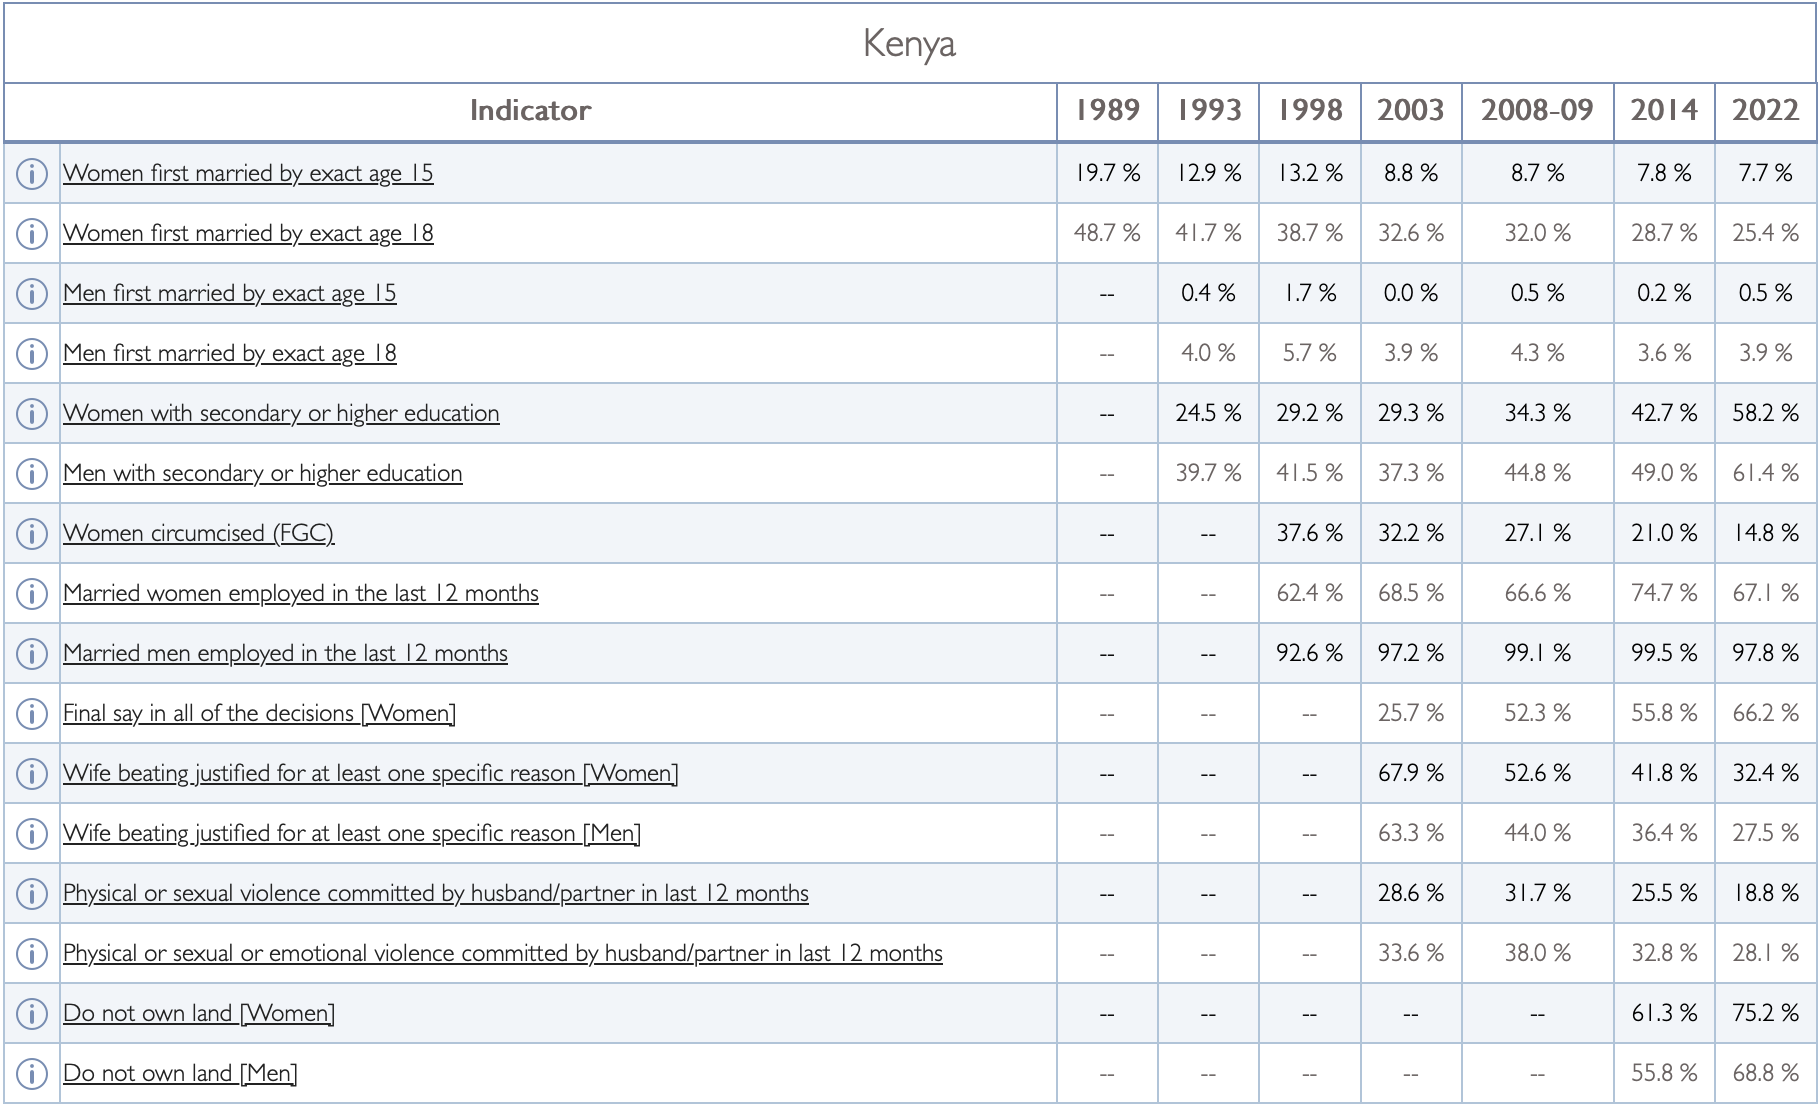 Kenya
Indicator 1989 1993 1998 2003 2008-09 2014 2022
Women first married by exact age 15 19.7 % 12.9 % 13.2 % 8.8 % 8.7 % 7.8 % 7.7 %
Women first married by exact age 18 48.7 % 41.7 % 38.7 % 32.6 % 32.0 % 28.7 % 25.4 %
Men first married by exact age 15 -- 0.4 % 1.7 % 0.0 % 0.5 % 0.2 % 0.5 %
Men first married by exact age 18 -- 4.0 % 5.7 % 3.9 % 4.3 % 3.6 % 3.9 %
Women with secondary or higher education -- 24.5 % 29.2 % 29.3 % 34.3 % 42.7 % 58.2 %
Men with secondary or higher education -- 39.7 % 41.5 % 37.3 % 44.8 % 49.0 % 61.4 %
Women circumcised (FGC) -- -- 37.6 % 32.2 % 27.1 % 21.0 % 14.8 %
Married women employed in the last 12 months -- -- 62.4 % 68.5 % 66.6 % 74.7 % 67.1 %
Married men employed in the last 12 months -- -- 92.6 % 97.2 % 99.1 % 99.5 % 97.8 %
Final say in all of the decisions [Women] -- -- -- 25.7 % 52.3 % 55.8 % 66.2 %
Wife beating justified for at least one specific reason [Women] -- -- -- 67.9 % 52.6 % 41.8 % 32.4 %
Wife beating justified for at least one specific reason [Men] -- -- -- 63.3 % 44.0 % 36.4 % 27.5 %
Physical or sexual violence committed by husband/partner in last 12 months -- -- -- 28.6 % 31.7 % 25.5 % 18.8 %
Physical or sexual or emotional violence committed by husband/partner in last 12 months -- -- -- 33.6 % 38.0 % 32.8 % 28.1 %
Do not own land [Women] -- -- -- -- -- 61.3 % 75.2 %
Do not own land [Men] -- -- -- -- -- 55.8 % 68.8 %